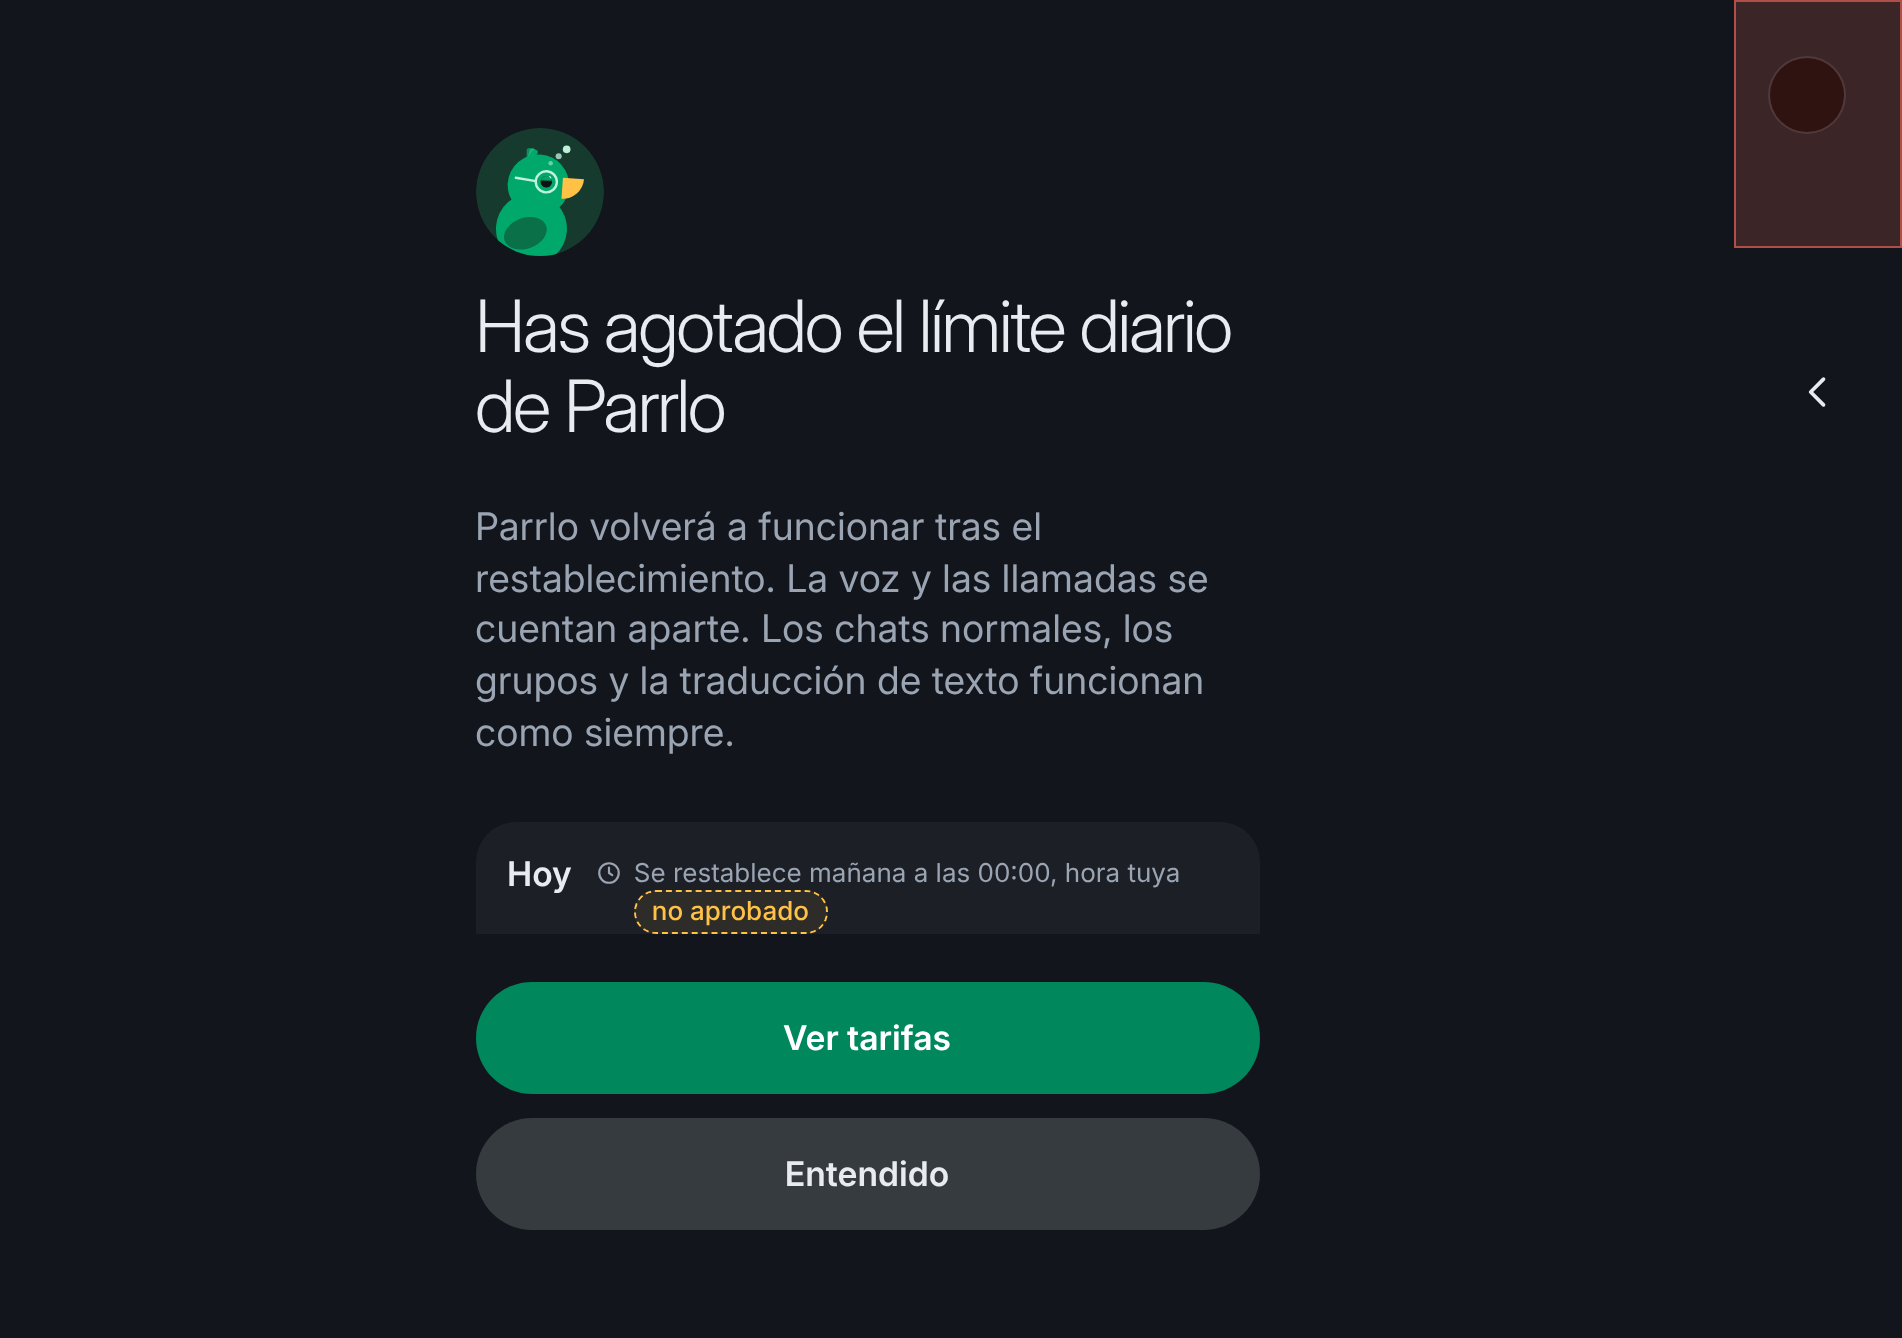 Has agotado el límite diario
de Parrlo
Parrlo volverá a funcionar tras el
restablecimiento. La voz y las llamadas se
cuentan aparte. Los chats normales, los
grupos y la traducción de texto funcionan
como siempre.
Hoy Se restablece mañana a las 00:00, hora tuya
no aprobado
Ver tarifas
Entendido